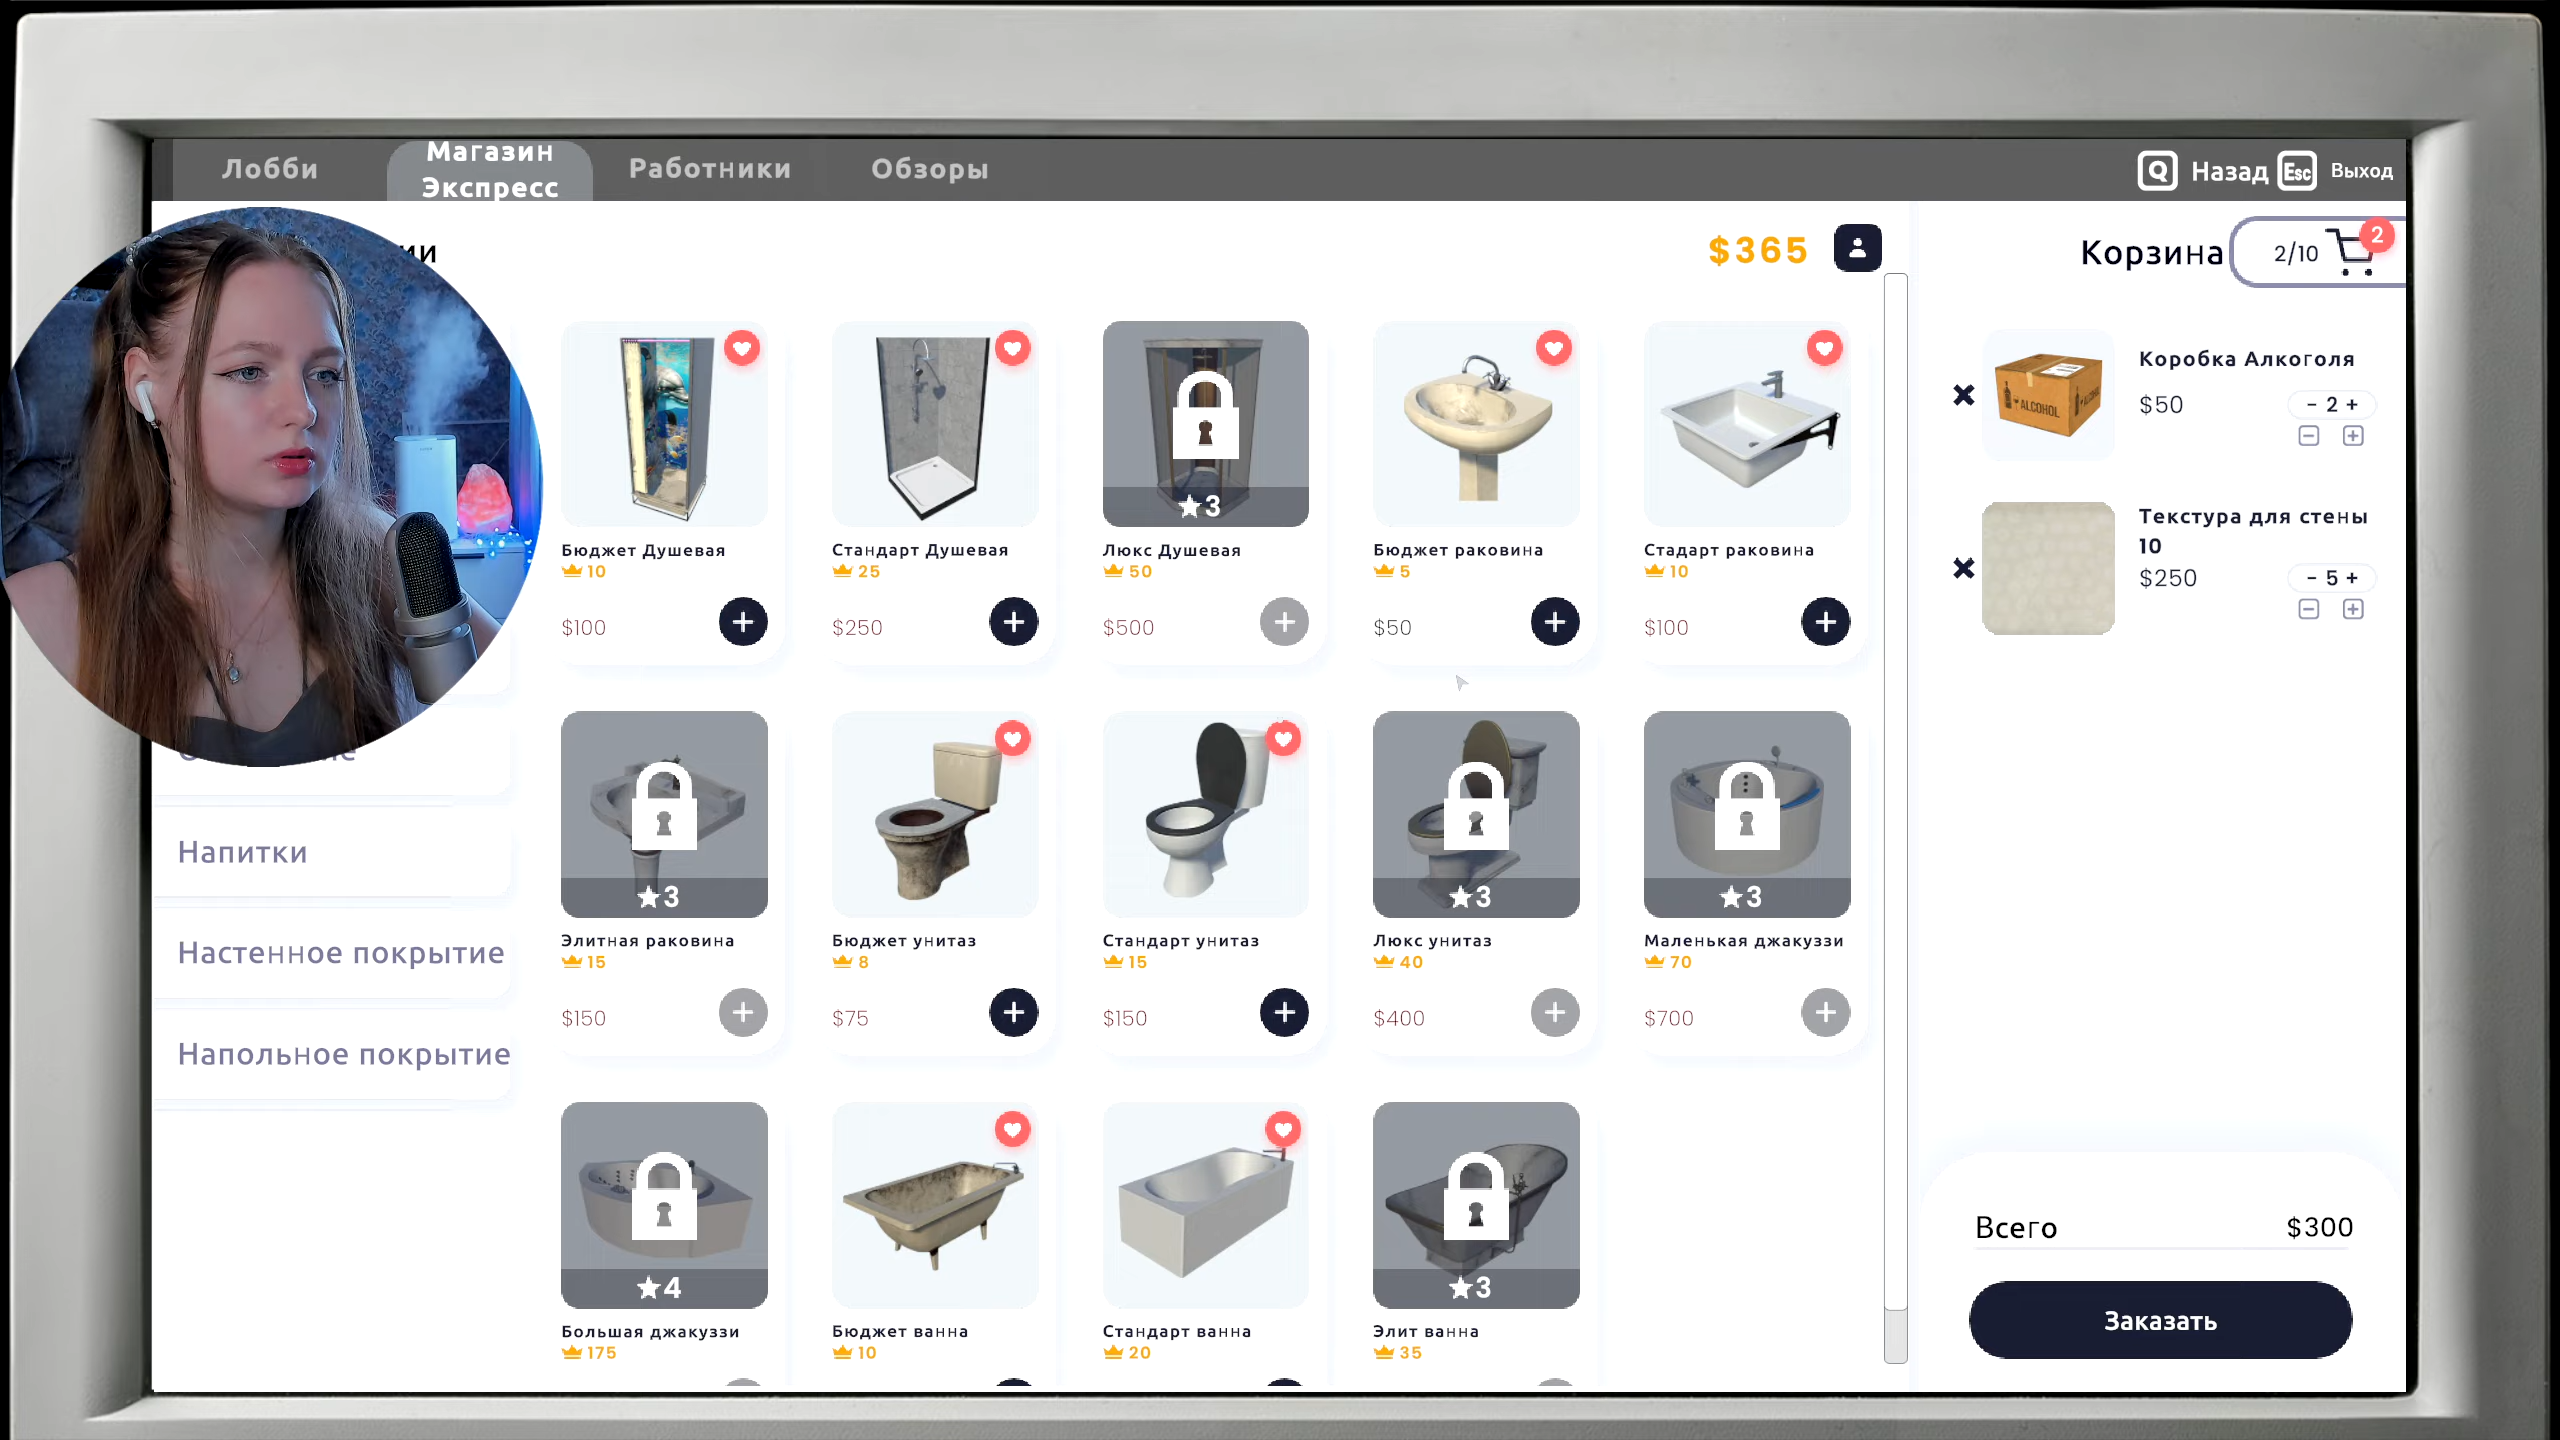 Лобби
Магазин
Экспресс
Работники
Обзоры
Q Назад Esc Выход
ии
$365
Корзина
2/10
2
Бюджет Душевая
10
$100
Стандарт Душевая
25
$250
3
Люкс Душевая
50
$500
Бюджет раковина
5
$50
Стадарт раковина
10
$100
Коробка Алкоголя
$50
- 2 +
ALCOHOL
Текстура для стены
10
$250
- 5 +
3
Элитная раковина
15
$150
Бюджет унитаз
8
$75
Стандарт унитаз
15
$150
3
Люкс унитаз
40
$400
3
Маленькая джакуззи
70
$700
Напитки
Настенное покрытие
Напольное покрытие
4
Большая джакуззи
175
Бюджет ванна
10
Стандарт ванна
20
3
Элит ванна
35
Всего
$300
Заказать